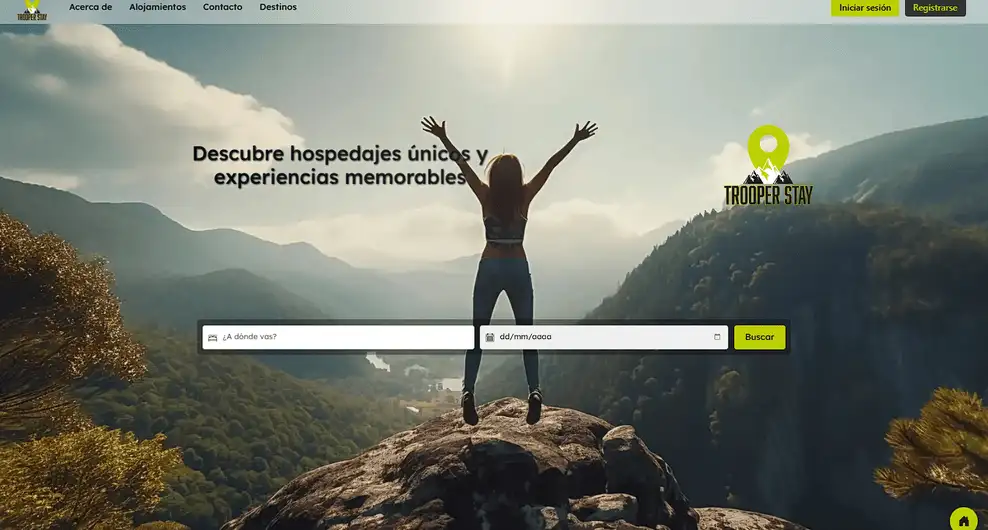 TROOPER STAY
Acerca de
Alojamientos
Contacto
Destinos
Iniciar sesión
Registrarse
Descubre hospedajes únicos y
experiencias memorables
TROOPER STAY
¿A dónde vas?
dd/mm/aaaa
Buscar